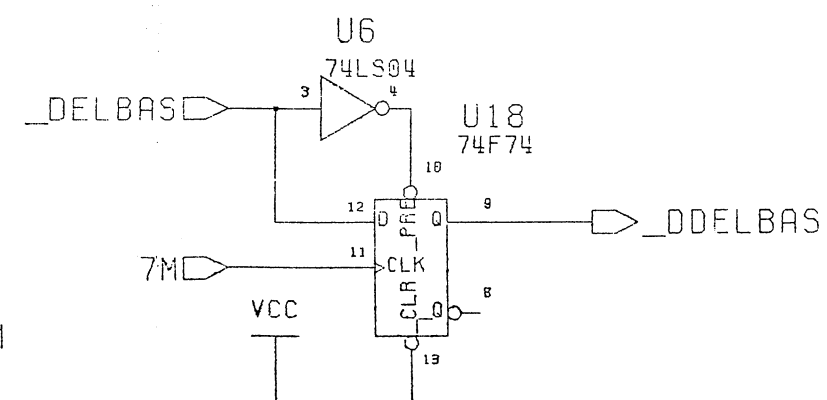 U6
74LS04
3
4
_DELBAS
U18
74F74
10
12
D
_PRE
Q
9
_DDELBAS
7M
11
CLK
VCC
CLR
_Q
8
13